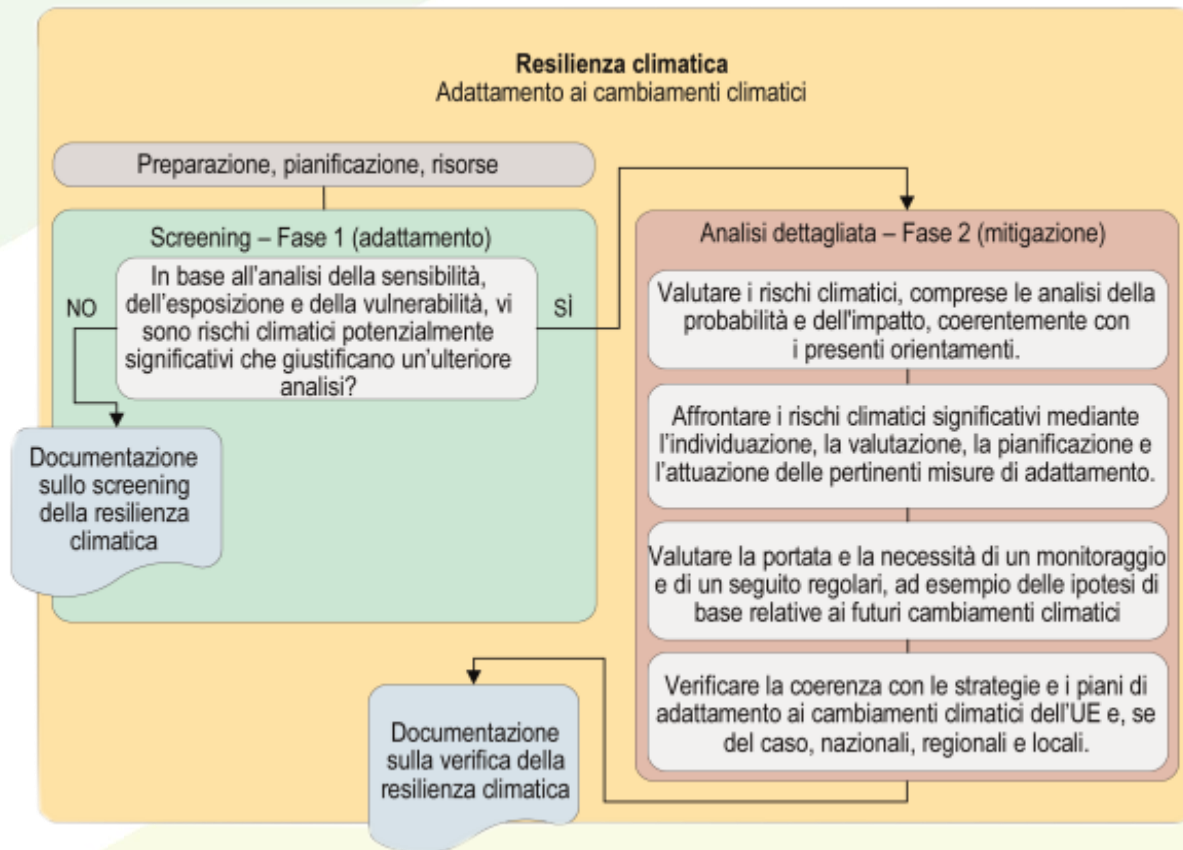 Resilienza climatica
Adattamento ai cambiamenti climatici
Preparazione, pianificazione, risorse
Screening – Fase 1 (adattamento)
NO
In base all’analisi della sensibilità,
dell’esposizione e della vulnerabilità, vi
sono rischi climatici potenzialmente
significativi che giustificano un’ulteriore
analisi?
SÌ
Documentazione
sullo screening
della resilienza
climatica
Analisi dettagliata – Fase 2 (mitigazione)
Valutare i rischi climatici, comprese le analisi della
probabilità e dell'impatto, coerentemente con
i presenti orientamenti.
Affrontare i rischi climatici significativi mediante
l’individuazione, la valutazione, la pianificazione e
l’attuazione delle pertinenti misure di adattamento.
Valutare la portata e la necessità di un monitoraggio
e di un seguito regolari, ad esempio delle ipotesi di
base relative ai futuri cambiamenti climatici
Verificare la coerenza con le strategie e i piani di
adattamento ai cambiamenti climatici dell’UE e, se
del caso, nazionali, regionali e locali.
Documentazione
sulla verifica della
resilienza climatica